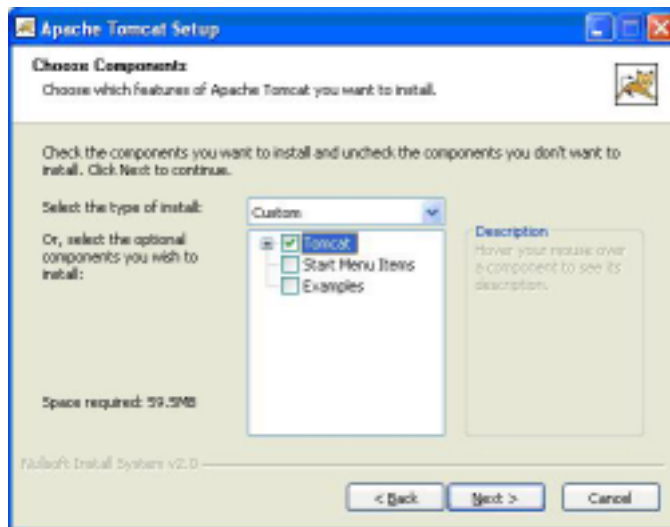 Apache Tomcat Setup
Choose Components
Choose which features of Apache Tomcat you want to install.
Check the components you want to install and uncheck the components you don't want to
install. Click Next to continue.
Select the type of install:
Custom
Or, select the optional
components you wish to
install:
Tomcat
Start Menu Items
Examples
Description
Hover your mouse over
a component to see its
description.
Space required: 59.5MB
Nullsoft Install System v2.0
< Back
Next >
Cancel